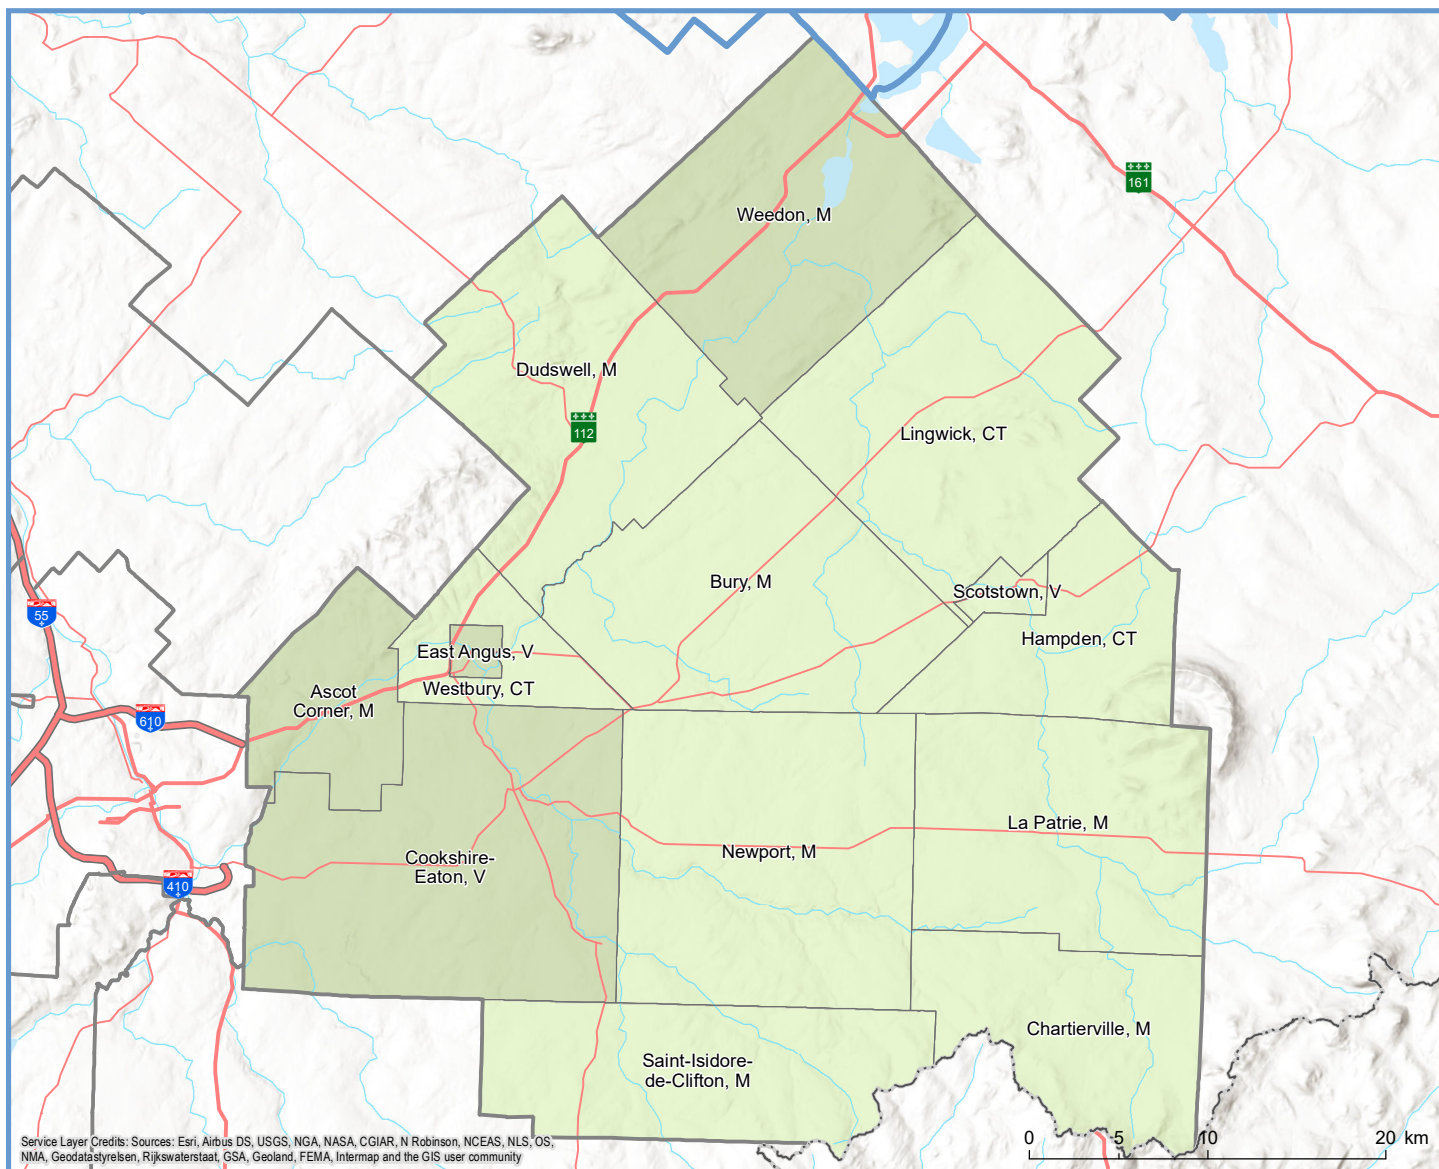 161
Weedon, M
Dudswell, M
112
Lingwick, CT
Bury, M
Scotstown, V
55
Hampden, CT
East Angus, V
Westbury, CT
Ascot
Corner, M
610
La Patrie, M
Newport, M
Cookshire-
Eaton, V
410
Chartierville, M
Saint-Isidore-
de-Clifton, M
0 5 10 20 km
Service Layer Credits: Sources: Esri, Airbus DS, USGS, NGA, NASA, CGIAR, N Robinson, NCEAS, NLS, OS,
NMA, Geodatastyrelsen, Rijkswaterstaat, GSA, Geoland, FEMA, Intermap and the GIS user community